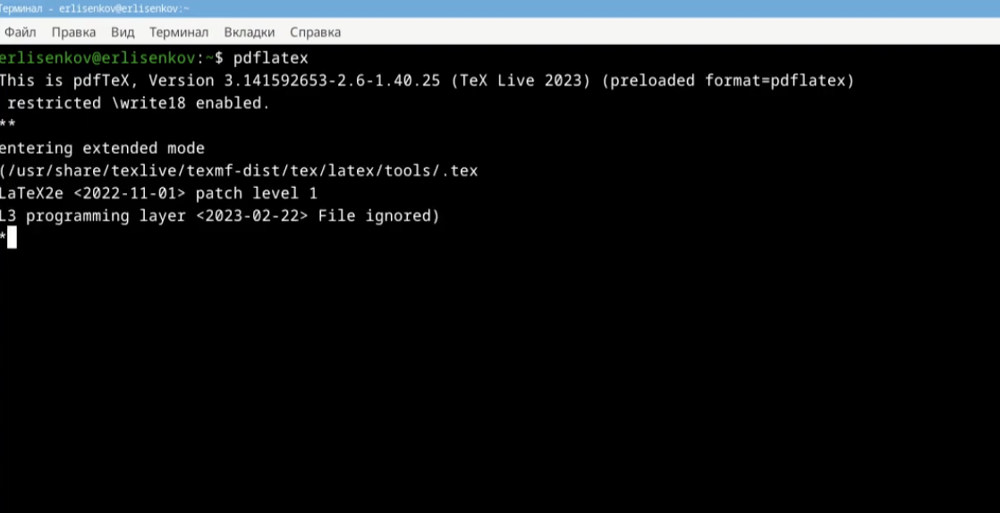 Терминал - erlisenkov@erlisenkov:~
Файл Правка Вид Терминал Вкладки Справка
erlisenkov@erlisenkov:~$ pdflatex
This is pdfTeX, Version 3.141592653-2.6-1.40.25 (TeX Live 2023) (preloaded format=pdflatex)
restricted \write18 enabled.
**
entering extended mode
(/usr/share/texlive/texmf-dist/tex/latex/tools/.tex
LaTeX2e <2022-11-01> patch level 1
L3 programming layer <2023-02-22> File ignored)
*